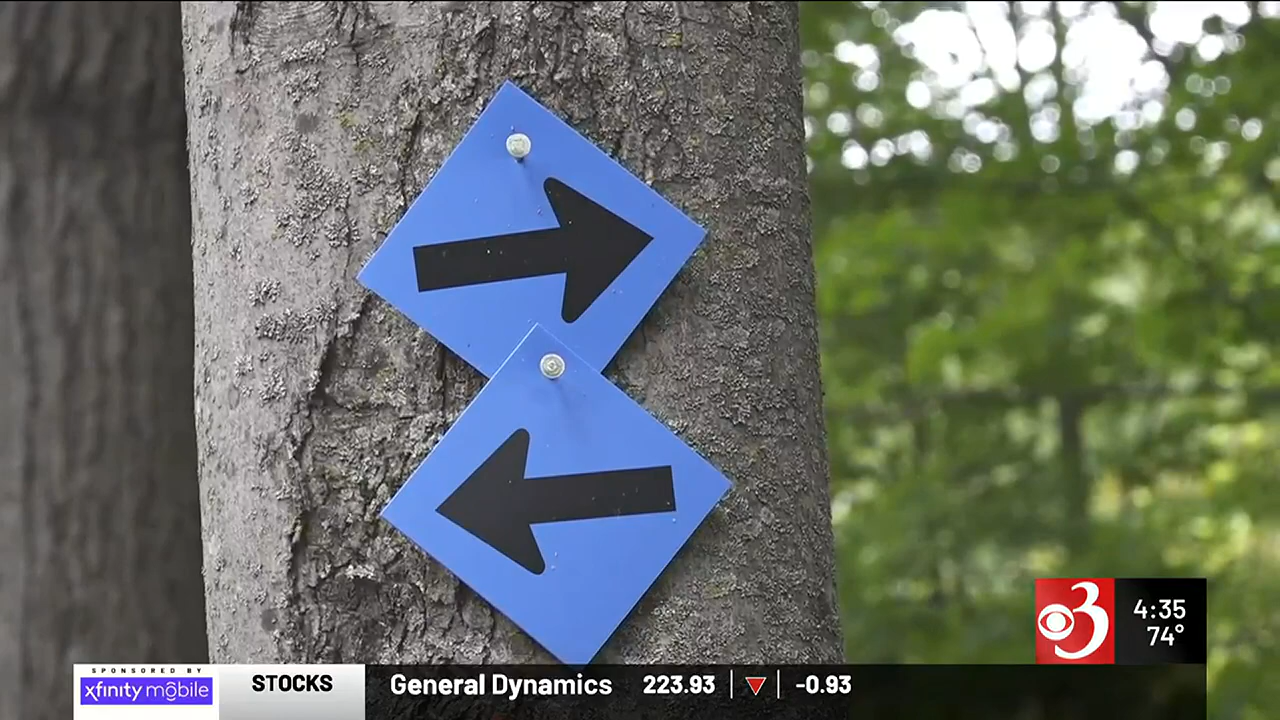 3
4:35
74°
SPONSORED BY
xfinity mobile
STOCKS
General Dynamics 223.93 -0.93